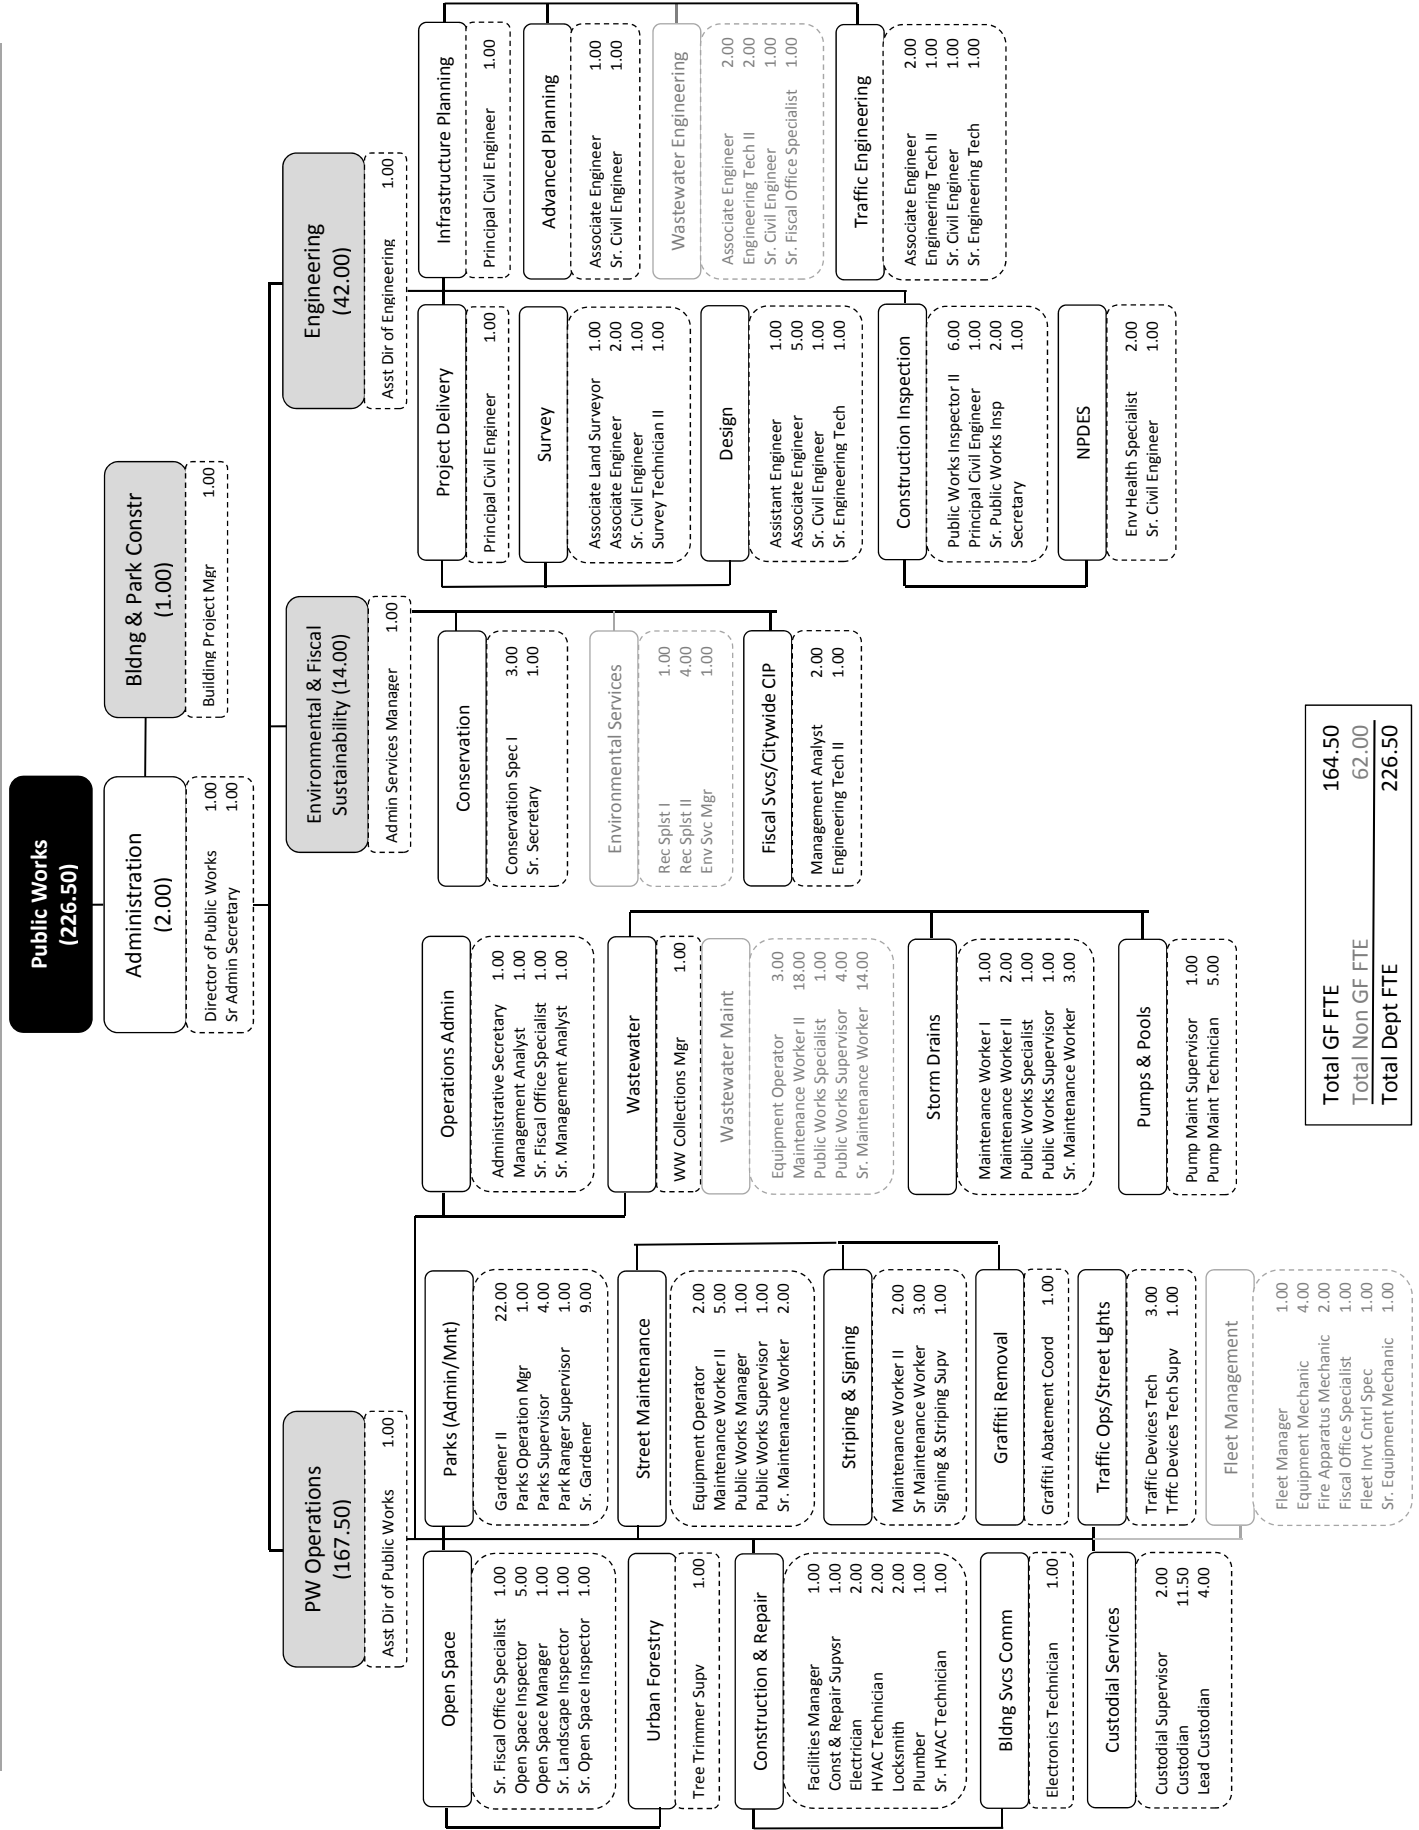 Public Works
(226.50)
Administration
(2.00)
Director of Public Works 1.00
Sr Admin Secretary 1.00
Bldng & Park Constr
(1.00)
Building Project Mgr 1.00
PW Operations
(167.50)
Asst Dir of Public Works 1.00
Open Space
Sr. Fiscal Office Specialist 1.00
Open Space Inspector 5.00
Open Space Manager 1.00
Sr. Landscape Inspector 1.00
Sr. Open Space Inspector 1.00
Urban Forestry
Tree Trimmer Supv 1.00
Construction & Repair
Facilities Manager 1.00
Const & Repair Supvsr 1.00
Electrician 2.00
HVAC Technician 2.00
Locksmith 2.00
Plumber 1.00
Sr. HVAC Technician 1.00
Bldng Svcs Comm
Electronics Technician 1.00
Custodial Services
Custodial Supervisor 2.00
Custodian 11.50
Lead Custodian 4.00
Parks (Admin/Mnt)
Gardener II 22.00
Parks Operation Mgr 1.00
Parks Supervisor 4.00
Park Ranger Supervisor 1.00
Sr. Gardener 9.00
Street Maintenance
Equipment Operator 2.00
Maintenance Worker II 5.00
Public Works Manager 1.00
Public Works Supervisor 1.00
Sr. Maintenance Worker 2.00
Striping & Signing
Maintenance Worker II 2.00
Sr Maintenance Worker 3.00
Signing & Striping Supv 1.00
Graffiti Removal
Graffiti Abatement Coord 1.00
Traffic Ops/Street Lghts
Traffic Devices Tech 3.00
Trffc Devices Tech Supv 1.00
Fleet Management
Fleet Manager 1.00
Equipment Mechanic 4.00
Fire Apparatus Mechanic 2.00
Fiscal Office Specialist 1.00
Fleet Invt Cntrl Spec 1.00
Sr. Equipment Mechanic 1.00
Operations Admin
Administrative Secretary 1.00
Management Analyst 1.00
Sr. Fiscal Office Specialist 1.00
Sr. Management Analyst 1.00
Wastewater
WW Collections Mgr 1.00
Wastewater Maint
Equipment Operator 3.00
Maintenance Worker II 18.00
Public Works Specialist 1.00
Public Works Supervisor 4.00
Sr. Maintenance Worker 14.00
Storm Drains
Maintenance Worker I 1.00
Maintenance Worker II 2.00
Public Works Specialist 1.00
Public Works Supervisor 1.00
Sr. Maintenance Worker 3.00
Pumps & Pools
Pump Maint Supervisor 1.00
Pump Maint Technician 5.00
Environmental & Fiscal
Sustainability (14.00)
Admin Services Manager 1.00
Conservation
Conservation Spec I 3.00
Sr. Secretary 1.00
Environmental Services
Rec Splst I 1.00
Rec Splst II 4.00
Env Svc Mgr 1.00
Fiscal Svcs/Citywide CIP
Management Analyst 2.00
Engineering Tech II 1.00
Engineering
(42.00)
Asst Dir of Engineering 1.00
Project Delivery
Principal Civil Engineer 1.00
Survey
Associate Land Surveyor 1.00
Associate Engineer 2.00
Sr. Civil Engineer 1.00
Survey Technician II 1.00
Design
Assistant Engineer 1.00
Associate Engineer 5.00
Sr. Civil Engineer 1.00
Sr. Engineering Tech 1.00
Construction Inspection
Public Works Inspector II 6.00
Principal Civil Engineer 1.00
Sr. Public Works Insp 2.00
Secretary 1.00
NPDES
Env Health Specialist 2.00
Sr. Civil Engineer 1.00
Infrastructure Planning
Principal Civil Engineer 1.00
Advanced Planning
Associate Engineer 1.00
Sr. Civil Engineer 1.00
Wastewater Engineering
Associate Engineer 2.00
Engineering Tech II 2.00
Sr. Civil Engineer 1.00
Sr. Fiscal Office Specialist 1.00
Traffic Engineering
Associate Engineer 2.00
Engineering Tech II 1.00
Sr. Civil Engineer 1.00
Sr. Engineering Tech 1.00
Total GF FTE 164.50
Total Non GF FTE 62.00
Total Dept FTE 226.50